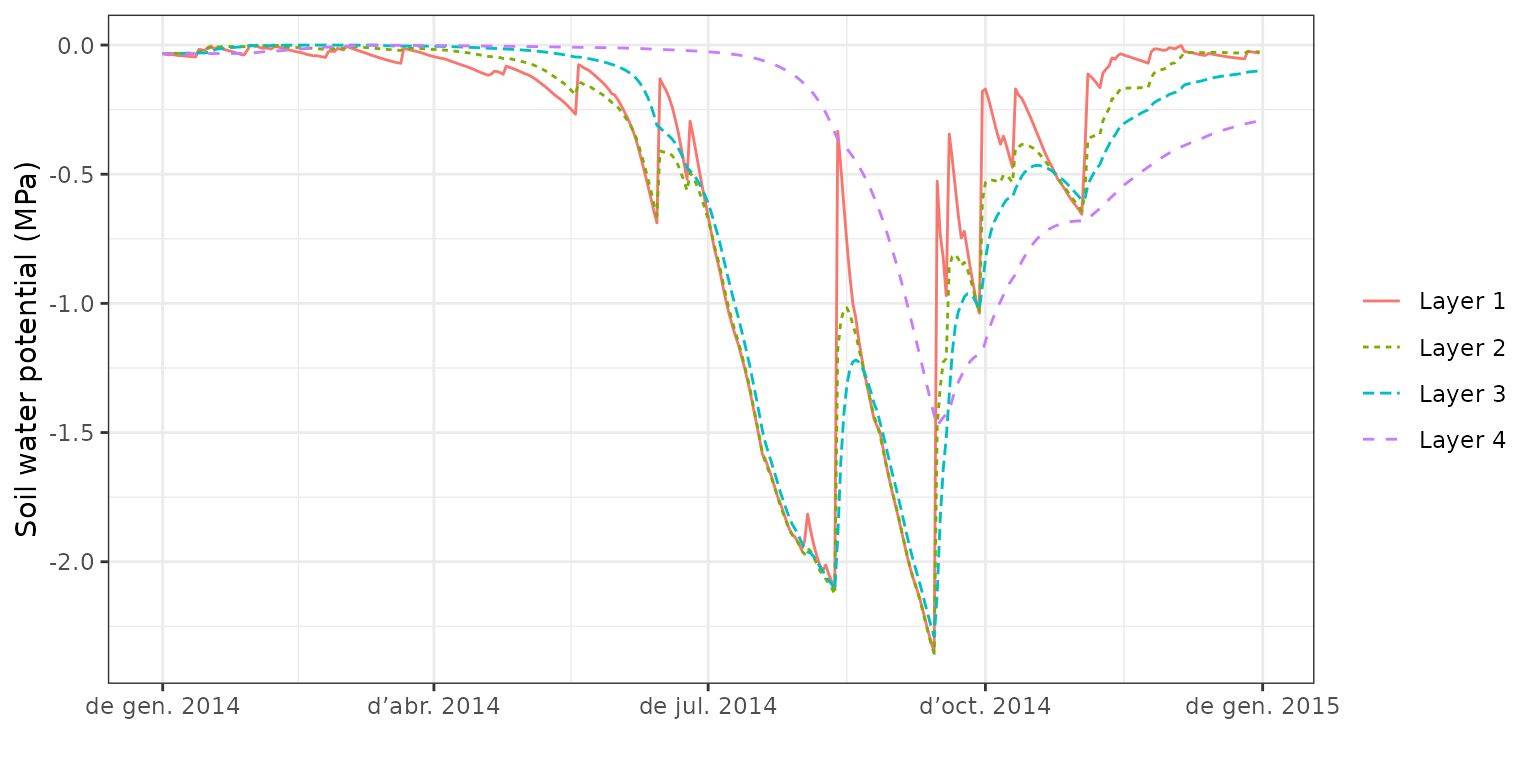 Soil water potential (MPa)
0.0
-0.5
-1.0
-1.5
-2.0
de gen. 2014
d’abr. 2014
de jul. 2014
d’oct. 2014
de gen. 2015
Layer 1
Layer 2
Layer 3
Layer 4